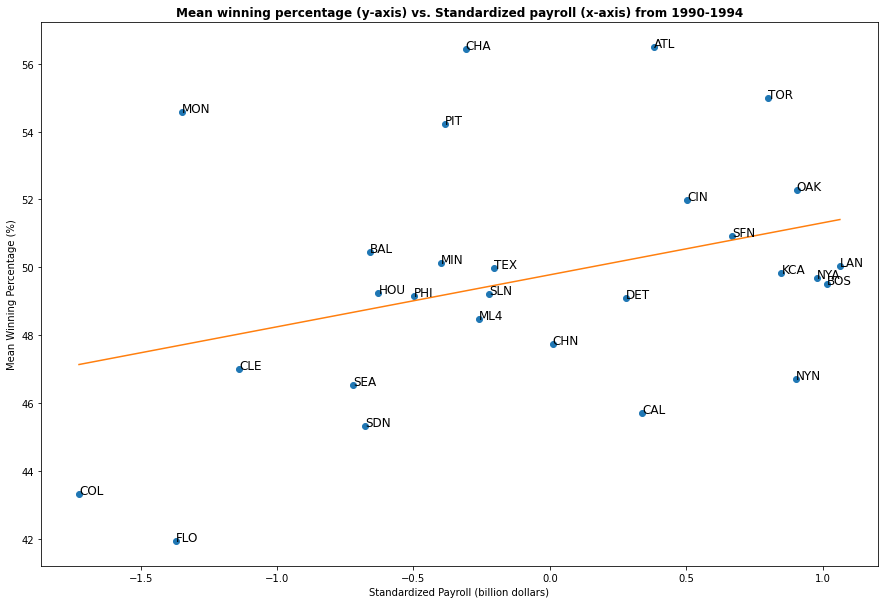 Mean winning percentage (y-axis) vs. Standardized payroll (x-axis) from 1990-1994
CHA
ATL
56
TOR
MON
PIT
54
OAK
52
CIN
SFN
BAL
MIN
TEX
LAN
50
KCA
NYA
BOS
HOU
PHI
SLN
DET
ML4
48
CHN
CLE
SEA
NYN
46
CAL
SDN
44
COL
FLO
42
Mean Winning Percentage (%)
−1.5 −1.0 −0.5 0.0 0.5 1.0
Standardized Payroll (billion dollars)